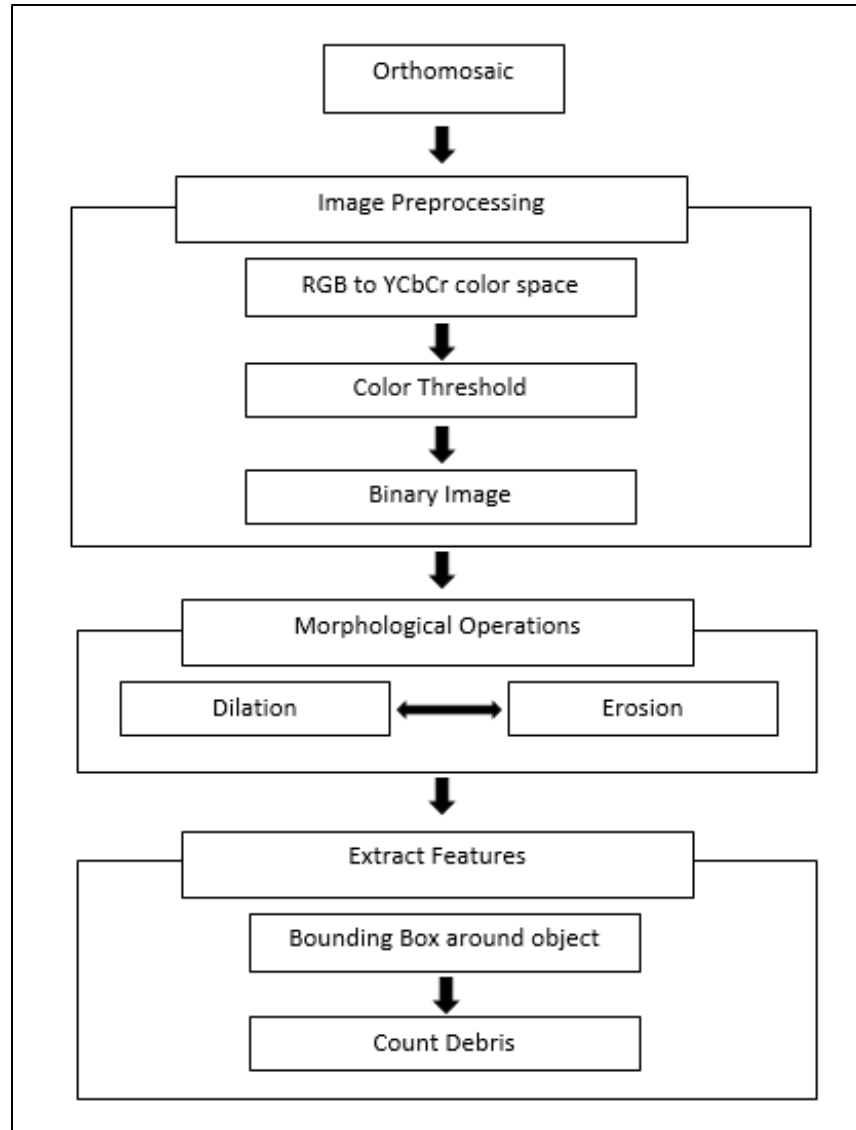 Orthomosaic
Image Preprocessing
RGB to YCbCr color space
Color Threshold
Binary Image
Morphological Operations
Dilation
Erosion
Extract Features
Bounding Box around object
Count Debris